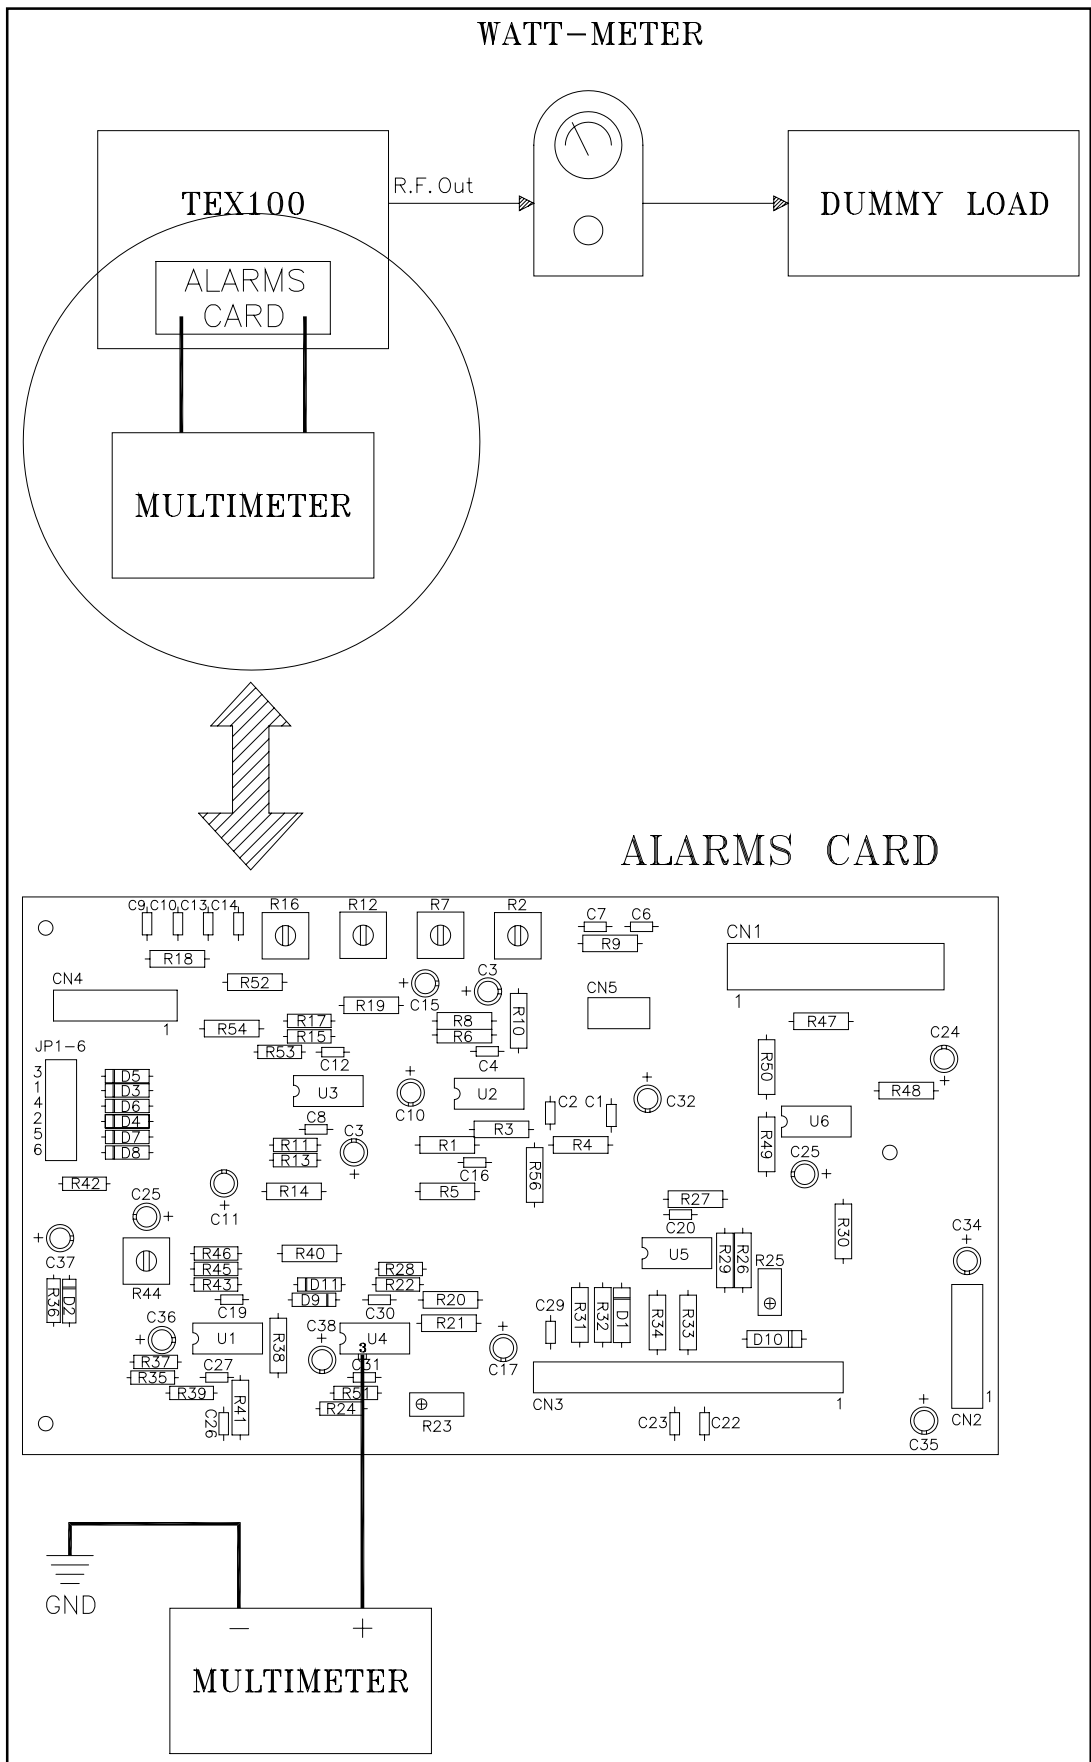 WATT-METER
TEX100
R.F.Out
DUMMY LOAD
ALARMS
CARD
MULTIMETER
ALARMS CARD
C9 C10 C13 C14 R16 R12 R7 R2 C7 C6
R9
CN1
R18
CN4
R52
C3
CN5
1
1
R19
C15
R10
R17
R8
R47
R54
R15
R6
C24
JP1-6
R53
C12
C4
R50
3
1
4
2
5
6
D5
D3
D6
D4
D7
D8
U3
C10
U2
C2 C1
C32
R48
U6
C8
R3
R11
C3
R1
R4
R49
R13
C16
R56
C25
R42
R14
R5
R27
C25
C11
C20
R30
C34
C37
R46
R40
U5
R29
R26
R25
R45
R28
R44
R43
D11
R22
R36
D2
C19
D9
C30
R20
C29
R31
R32
D1
R34
R33
C36
U1
R38
C38
U4
R21
D10
3
C17
R37
R35
C27
C31
R39
R41
R51
CN3
1
1
R24
R23
C26
C23
C22
CN2
C35
GND
- +
MULTIMETER